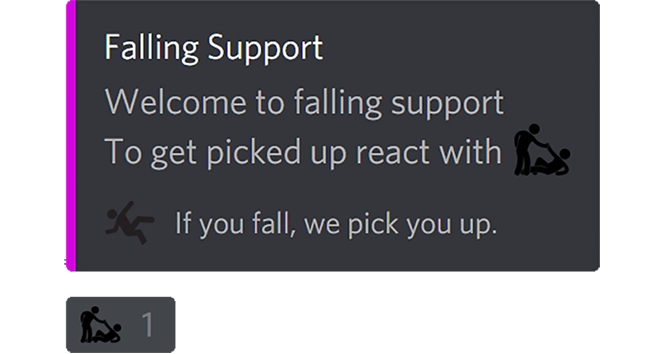 Falling Support
Welcome to falling support
To get picked up react with
If you fall, we pick you up.
1